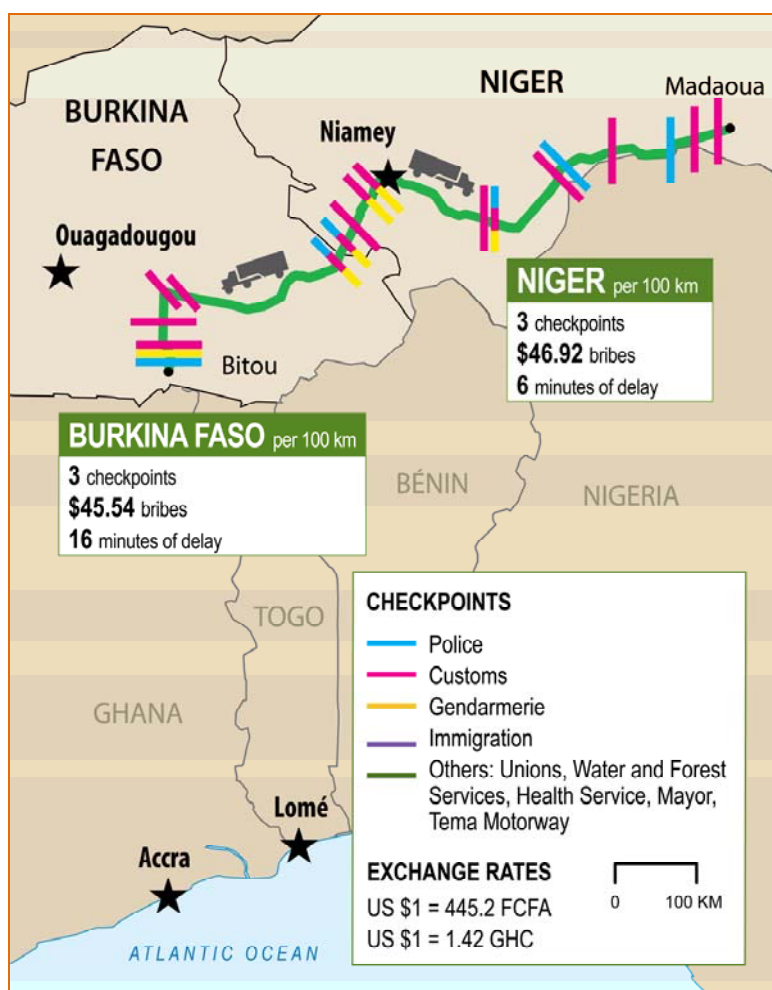 NIGER
Madaoua
BURKINA
FASO
Niamey
Ouagadougou
NIGER per 100 km
3 checkpoints
$46.92 bribes
6 minutes of delay
Bitou
BURKINA FASO per 100 km
3 checkpoints
$45.54 bribes
16 minutes of delay
BÉNIN
NIGERIA
TOGO
GHANA
CHECKPOINTS
Police
Customs
Gendarmerie
Immigration
Others: Unions, Water and Forest
Services, Health Service, Mayor,
Tema Motorway
Lomé
Accra
EXCHANGE RATES
US $1 = 445.2 FCFA
US $1 = 1.42 GHC
0 100 KM
ATLANTIC OCEAN